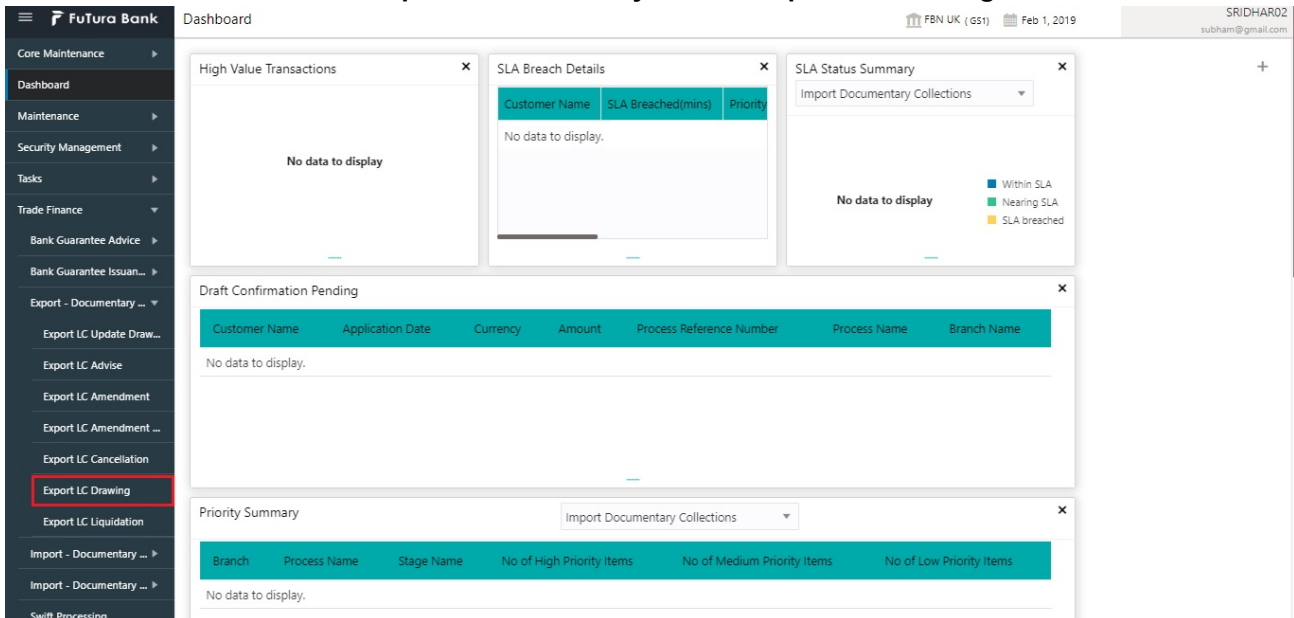 FuTura Bank
Dashboard
FBN UK ( GS1)
Feb 1, 2019
SRIDHAR02
subham@gmail.com
Core Maintenance
Dashboard
Maintenance
Security Management
Tasks
Trade Finance
Bank Guarantee Advice
Bank Guarantee Issuan...
Export - Documentary ...
Export LC Update Draw...
Export LC Advise
Export LC Amendment
Export LC Amendment ...
Export LC Cancellation
Export LC Drawing
Export LC Liquidation
Import - Documentary ...
Import - Documentary ...
Swift Processing
High Value Transactions
No data to display
SLA Breach Details
Customer Name SLA Breached(mins) Priority
No data to display.
SLA Status Summary
Import Documentary Collections
No data to display
Within SLA
Nearing SLA
SLA breached
Draft Confirmation Pending
Customer Name Application Date Currency Amount Process Reference Number Process Name Branch Name
No data to display.
Priority Summary
Import Documentary Collections
Branch Process Name Stage Name No of High Priority Items No of Medium Priority Items No of Low Priority Items
No data to display.